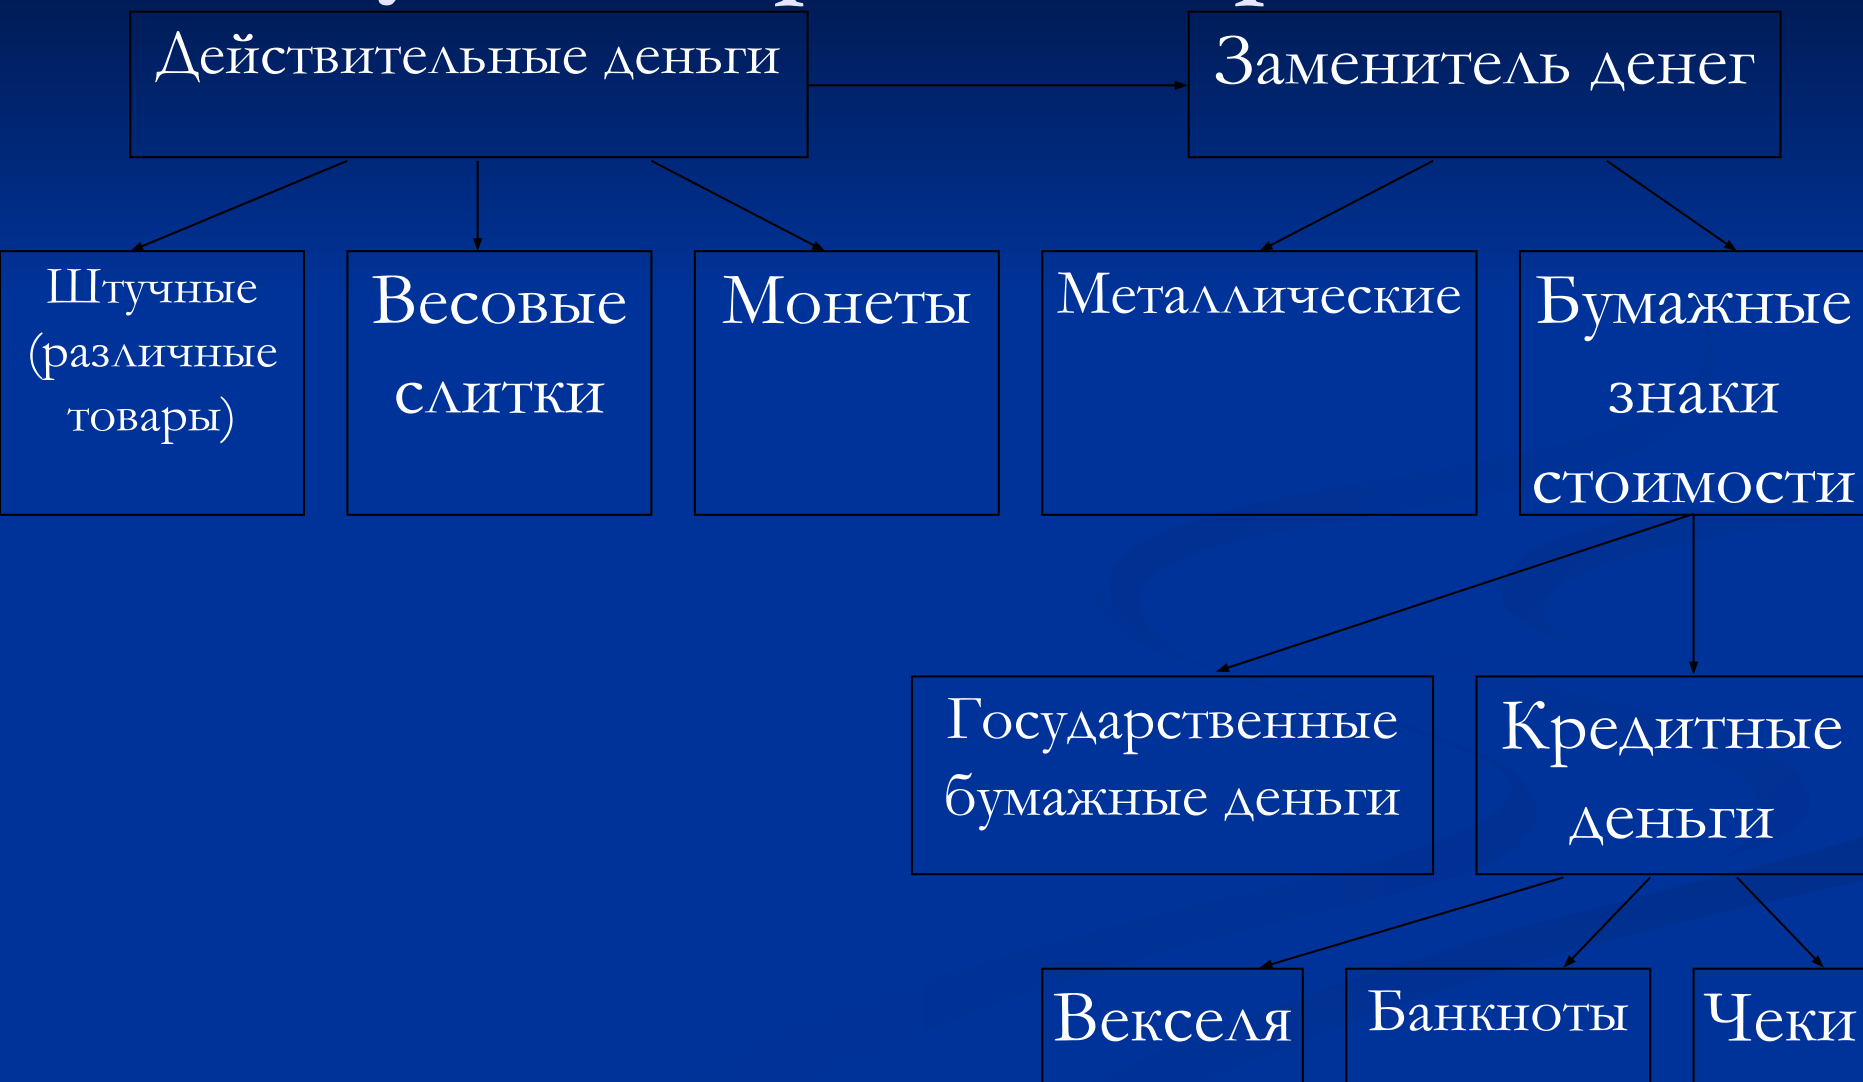 Действительные деньги
Заменитель денег
Штучные
(различные
товары)
Весовые
слитки
Монеты
Металлические
Бумажные
знаки
стоимости
Государственные
бумажные деньги
Кредитные
деньги
Векселя
Банкноты
Чеки